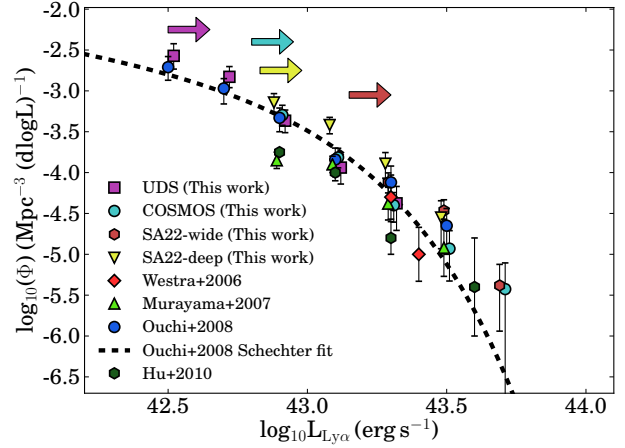 -2.0
-2.5
-3.0
-3.5
-4.0
-4.5
-5.0
-5.5
-6.0
-6.5
log₁₀(Φ) (Mpc⁻³ (dlogL)⁻¹)
UDS (This work)
COSMOS (This work)
SA22-wide (This work)
SA22-deep (This work)
Westra+2006
Murayama+2007
Ouchi+2008
Ouchi+2008 Schechter fit
Hu+2010
42.5 43.0 43.5 44.0
log₁₀L_Lyα (erg s⁻¹)